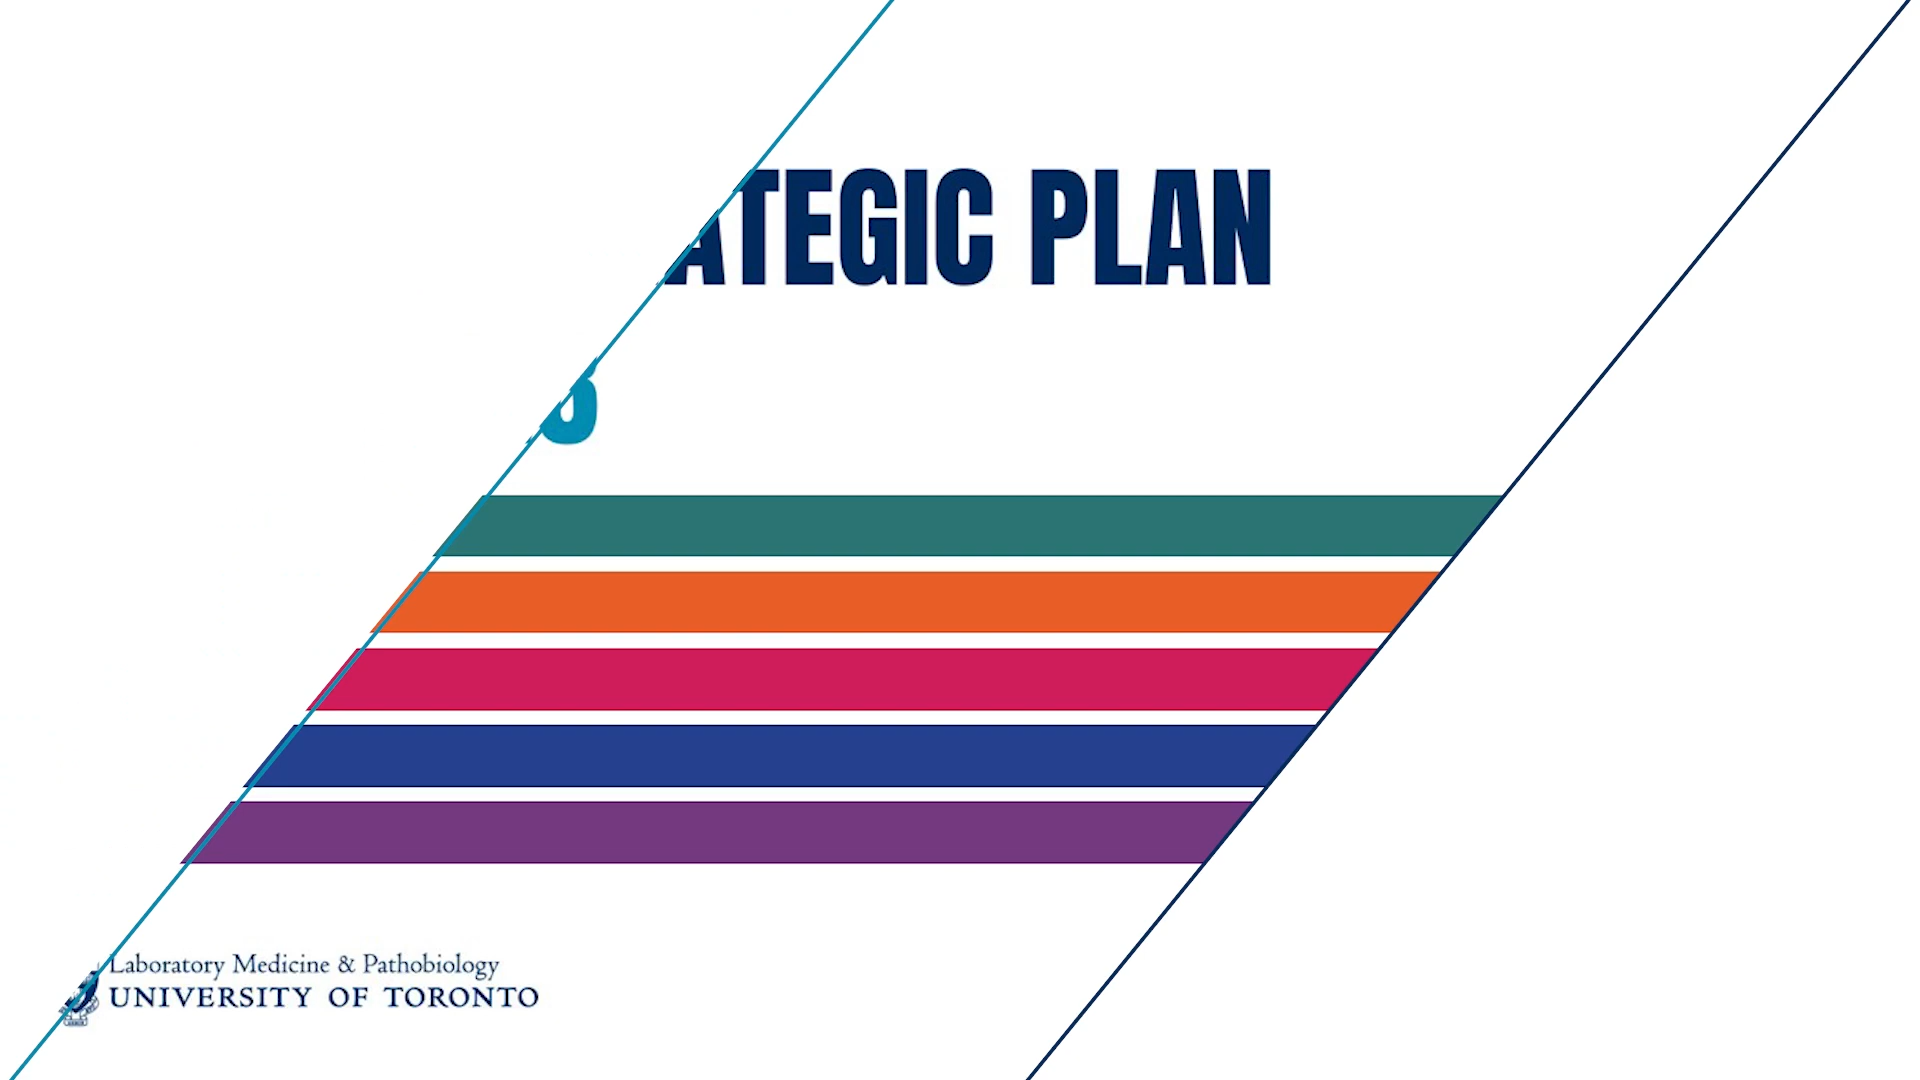 ATEGIC PLAN
Laboratory Medicine & Pathobiology
UNIVERSITY OF TORONTO